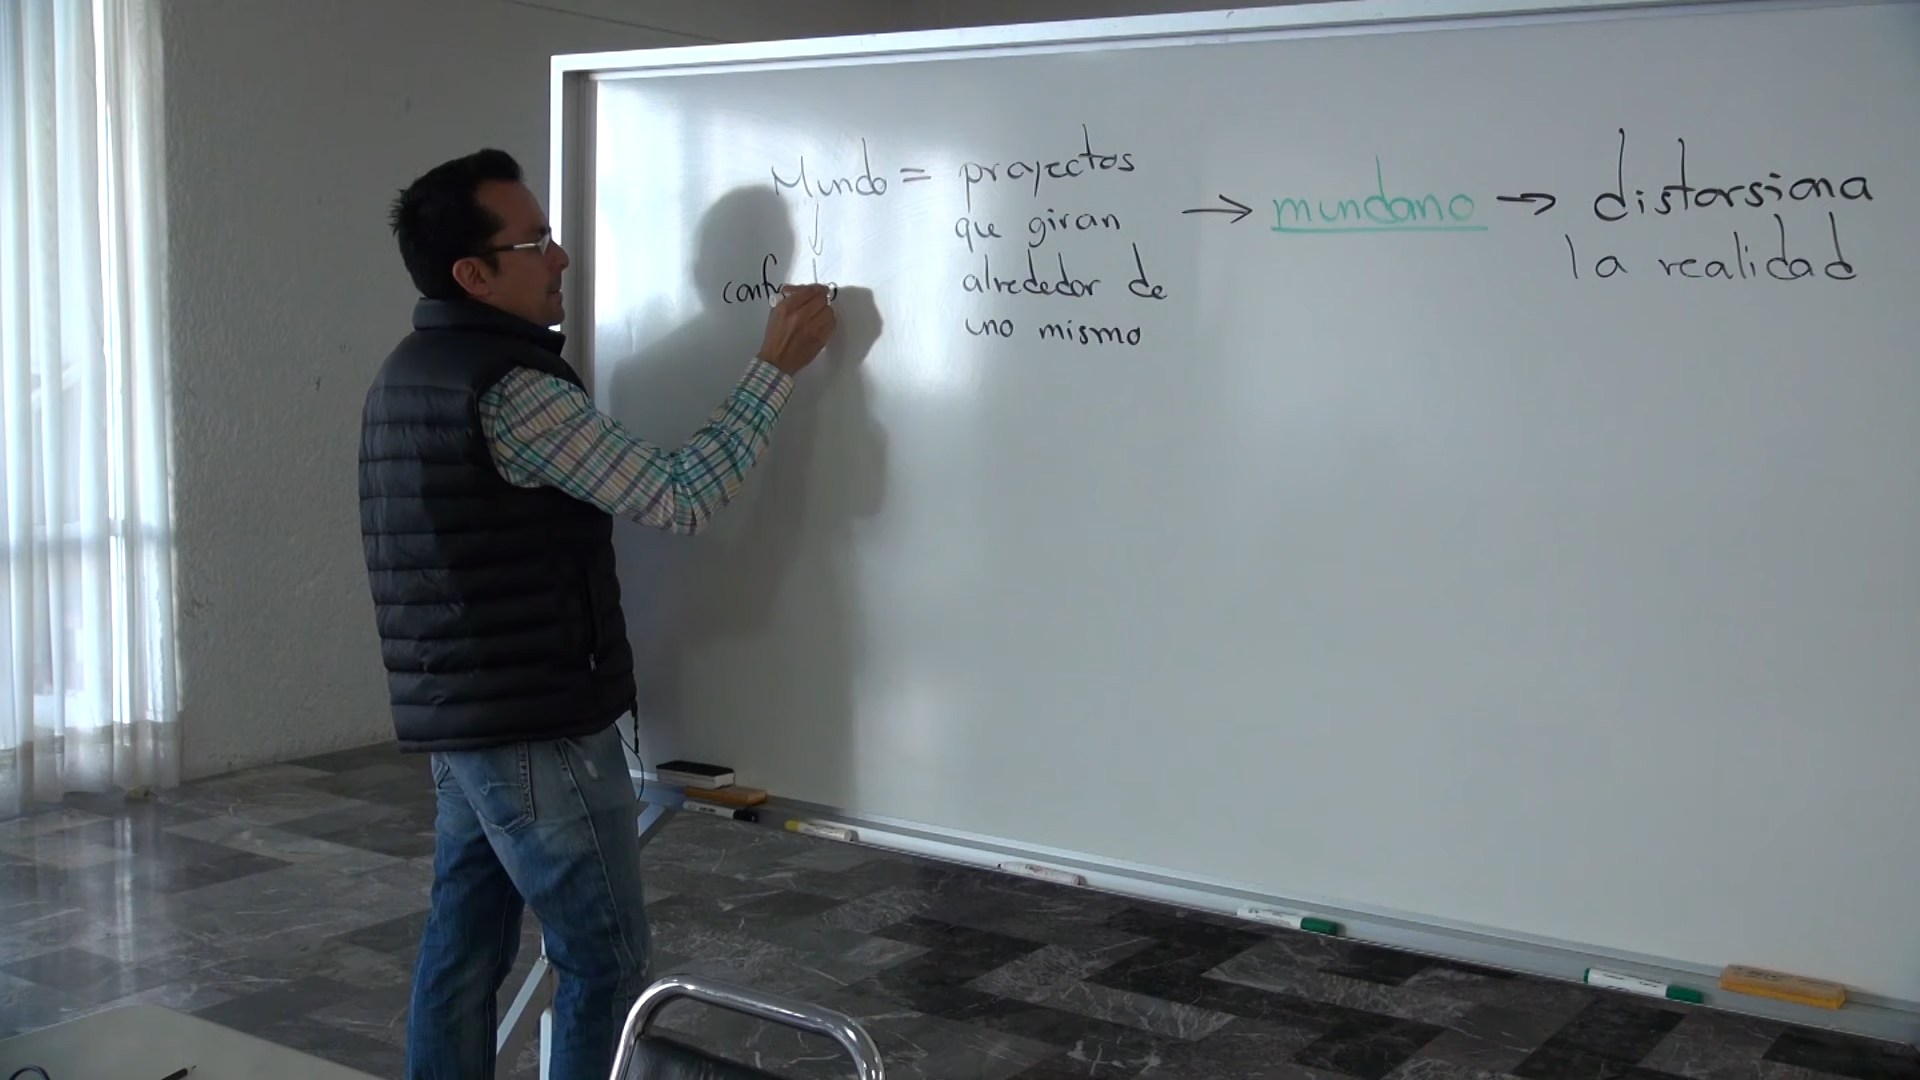 Mundo = proyectos
que giran
alrededor de
uno mismo
→ mundano → distorsiona
la realidad